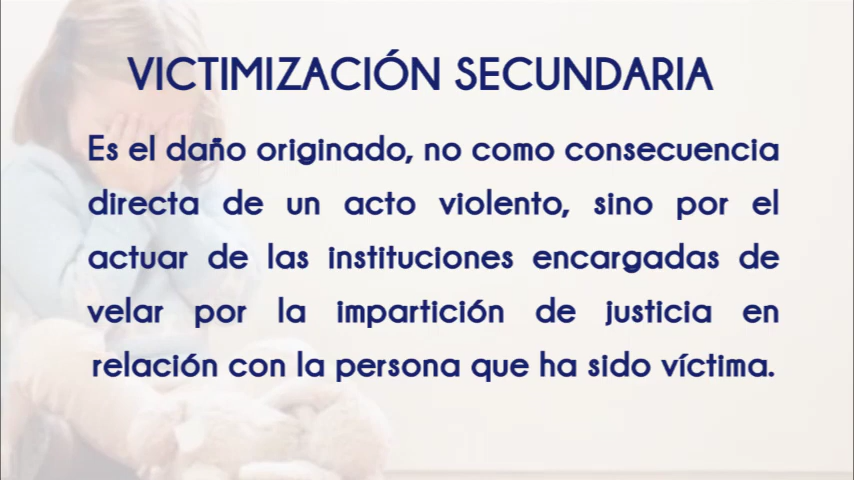 VICTIMIZACIÓN SECUNDARIA
Es el daño originado, no como consecuencia
directa de un acto violento, sino por el
actuar de las instituciones encargadas de
velar por la impartición de justicia en
relación con la persona que ha sido víctima.